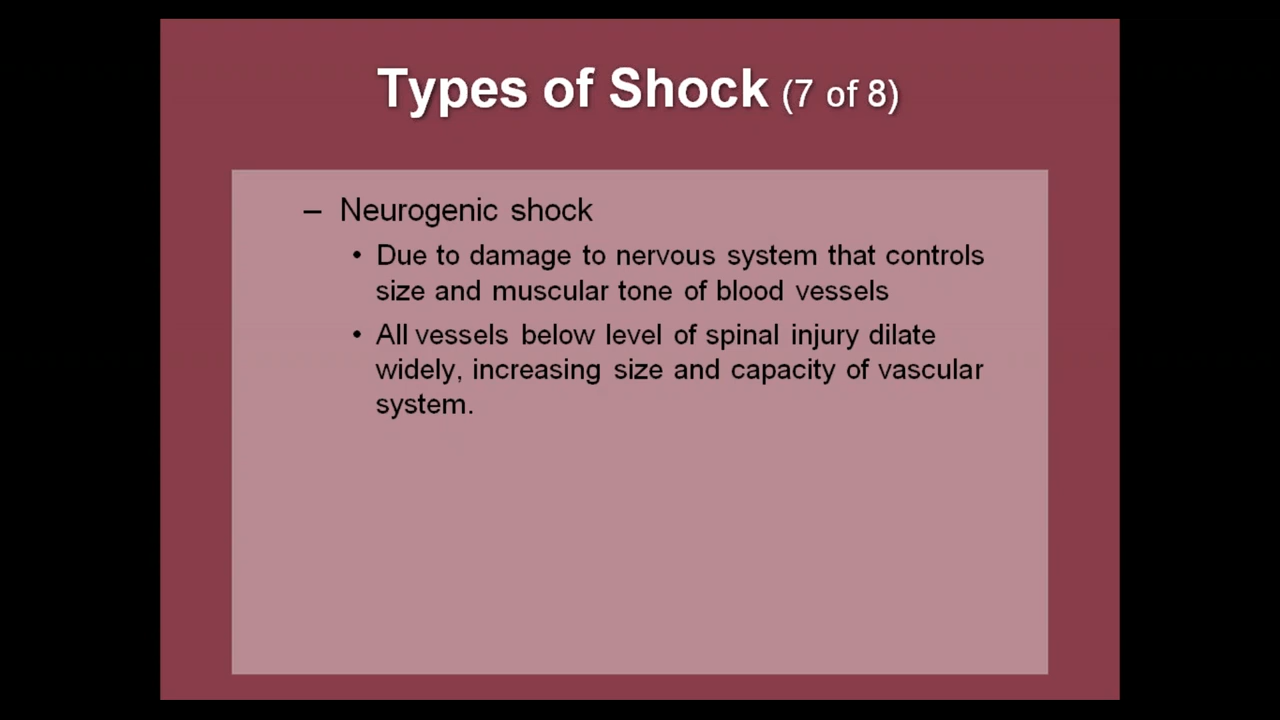 Types of Shock (7 of 8)
– Neurogenic shock
• Due to damage to nervous system that controls
size and muscular tone of blood vessels
• All vessels below level of spinal injury dilate
widely, increasing size and capacity of vascular
system.